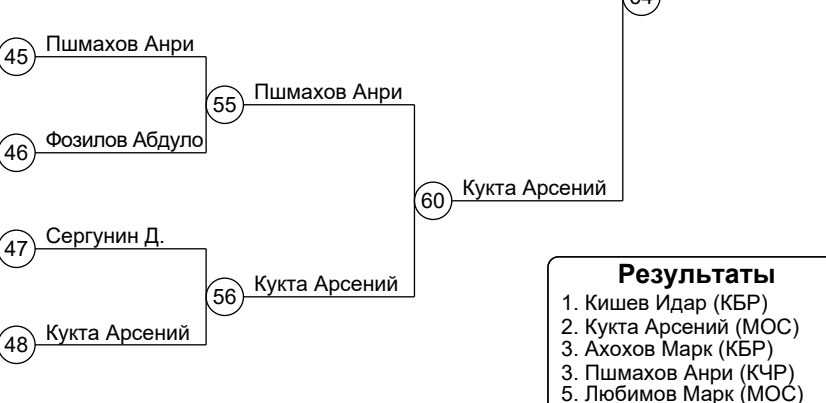 45
Пшмахов Анри
55
Пшмахов Анри
46
Фозилов Абдуло
60
Кукта Арсений
47
Сергунин Д.
56
Кукта Арсений
48
Кукта Арсений
Результаты
1. Кишев Идар (КБР)
2. Кукта Арсений (МОС)
3. Ахохов Марк (КБР)
3. Пшмахов Анри (КЧР)
5. Любимов Марк (МОС)